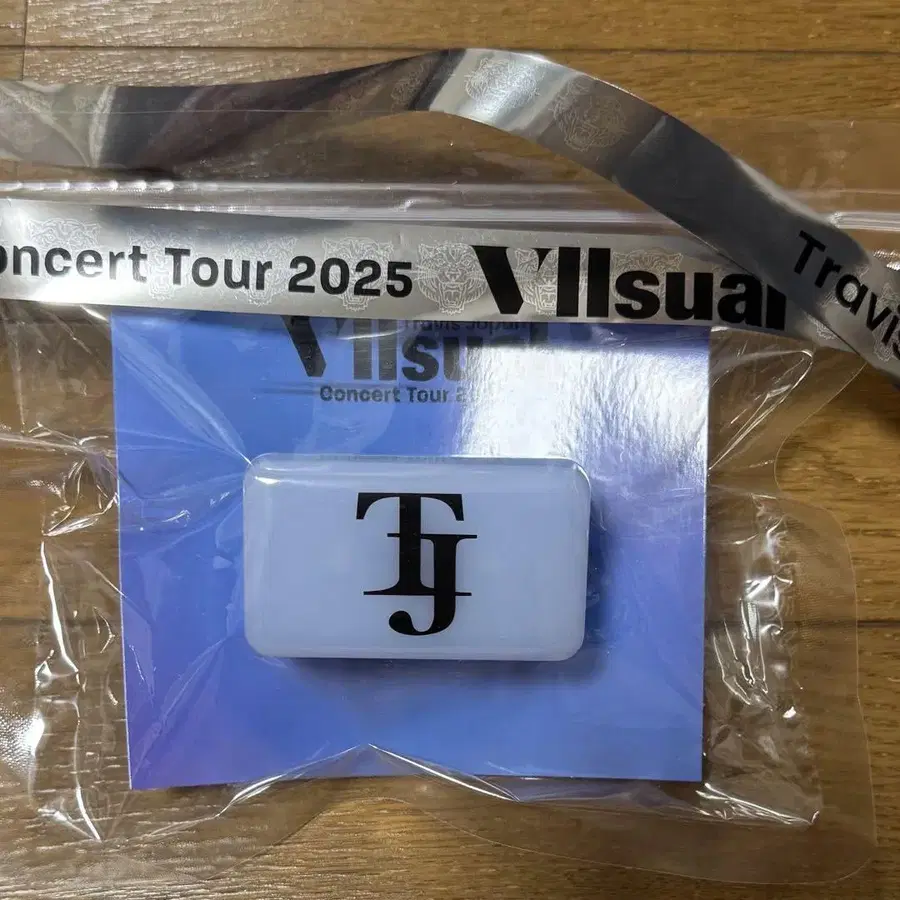 oncert Tour 2025 VIIsual
Travis
Travis Japan
VIIsual
Concert Tour 2
TJ